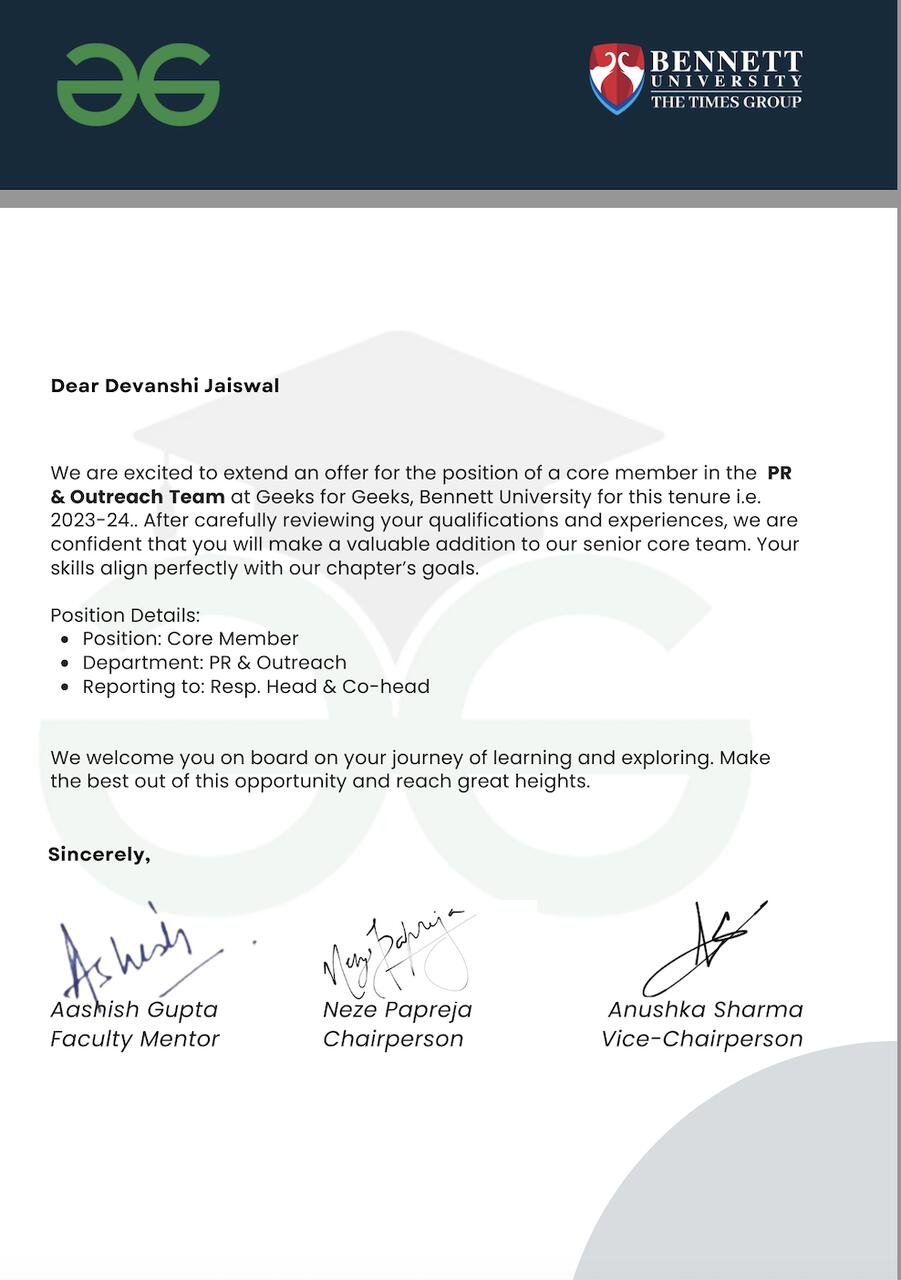 BENNETT
UNIVERSITY
THE TIMES GROUP
Dear Devanshi Jaiswal
We are excited to extend an offer for the position of a core member in the PR
& Outreach Team at Geeks for Geeks, Bennett University for this tenure i.e.
2023-24.. After carefully reviewing your qualifications and experiences, we are
confident that you will make a valuable addition to our senior core team. Your
skills align perfectly with our chapter’s goals.
Position Details:
• Position: Core Member
• Department: PR & Outreach
• Reporting to: Resp. Head & Co-head
We welcome you on board on your journey of learning and exploring. Make
the best out of this opportunity and reach great heights.
Sincerely,
Neze Papreja
Aashish Gupta Neze Papreja Anushka Sharma
Faculty Mentor Chairperson Vice-Chairperson